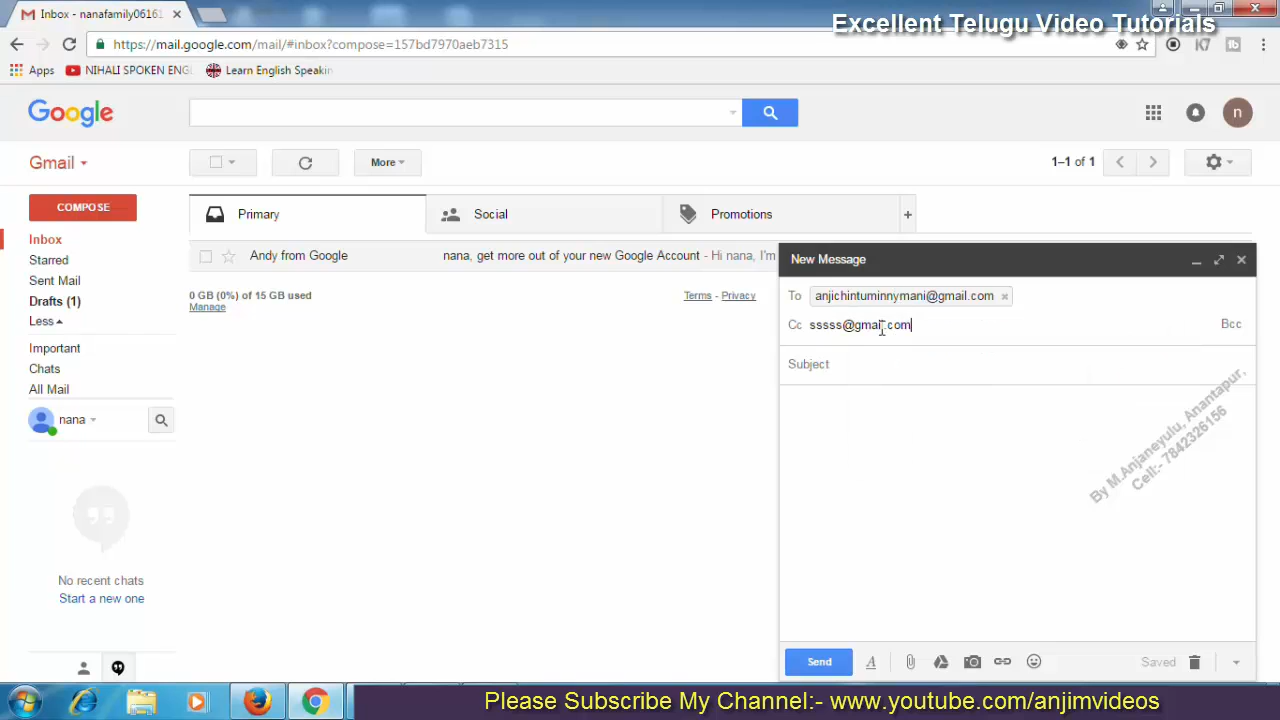 Inbox - nanafamily06161
Excellent Telugu Video Tutorials
https://mail.google.com/mail/#inbox?compose=157bd7970aeb7315
Apps
NIHALI SPOKEN ENGL
Learn English Speakin
Google
n
Gmail
More
1–1 of 1
COMPOSE
Primary
Social
Promotions
+
Inbox
Starred
Sent Mail
Drafts (1)
Less
Important
Chats
All Mail
nana
Andy from Google
nana, get more out of your new Google Account - Hi nana, I'm
0 GB (0%) of 15 GB used
Manage
Terms - Privacy
New Message
To anjichintuminnymani@gmail.com
Cc sssss@gmail.com
Bcc
Subject
By M.Anjaneyulu, Anantapur,
Cell:- 7842326156
No recent chats
Start a new one
Send
Saved
Please Subscribe My Channel:- www.youtube.com/anjimvideos